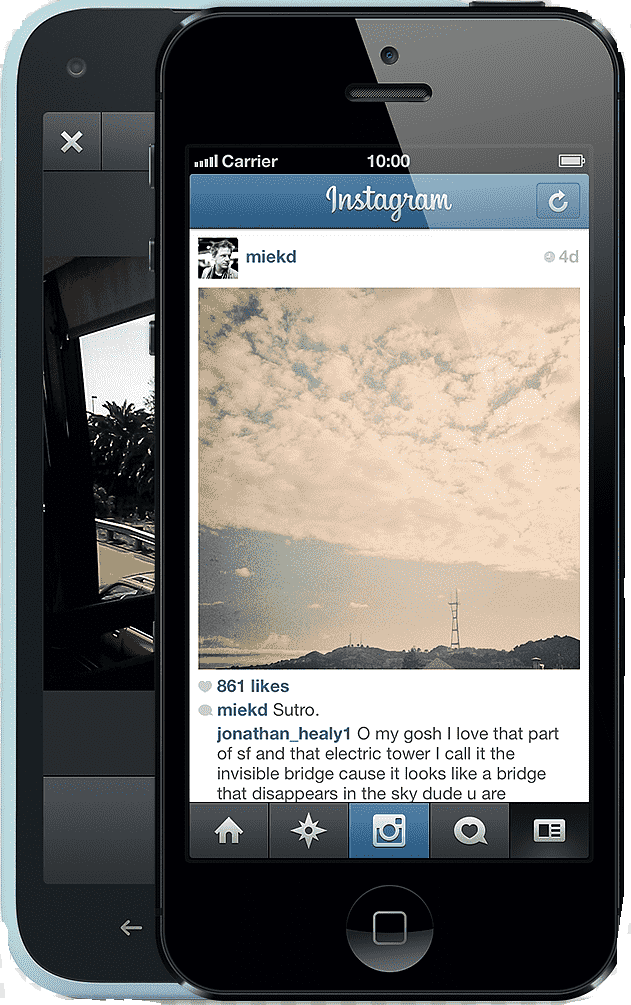 Carrier 10:00
Instagram
miekd 4d
861 likes
miekd Sutro.
jonathan_healy1 O my gosh I love that part
of sf and that electric tower I call it the
invisible bridge cause it looks like a bridge
that disappears in the sky dude u are